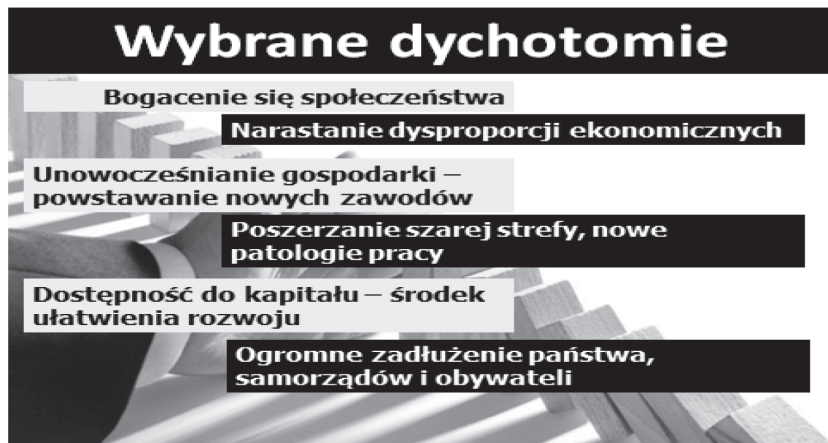 Wybrane dychotomie
Bogacenie się społeczeństwa
Narastanie dysproporcji ekonomicznych
Unowocześnianie gospodarki –
powstawanie nowych zawodów
Poszerzanie szarej strefy, nowe
patologie pracy
Dostępność do kapitału – środek
ułatwienia rozwoju
Ogromne zadłużenie państwa,
samorządów i obywateli